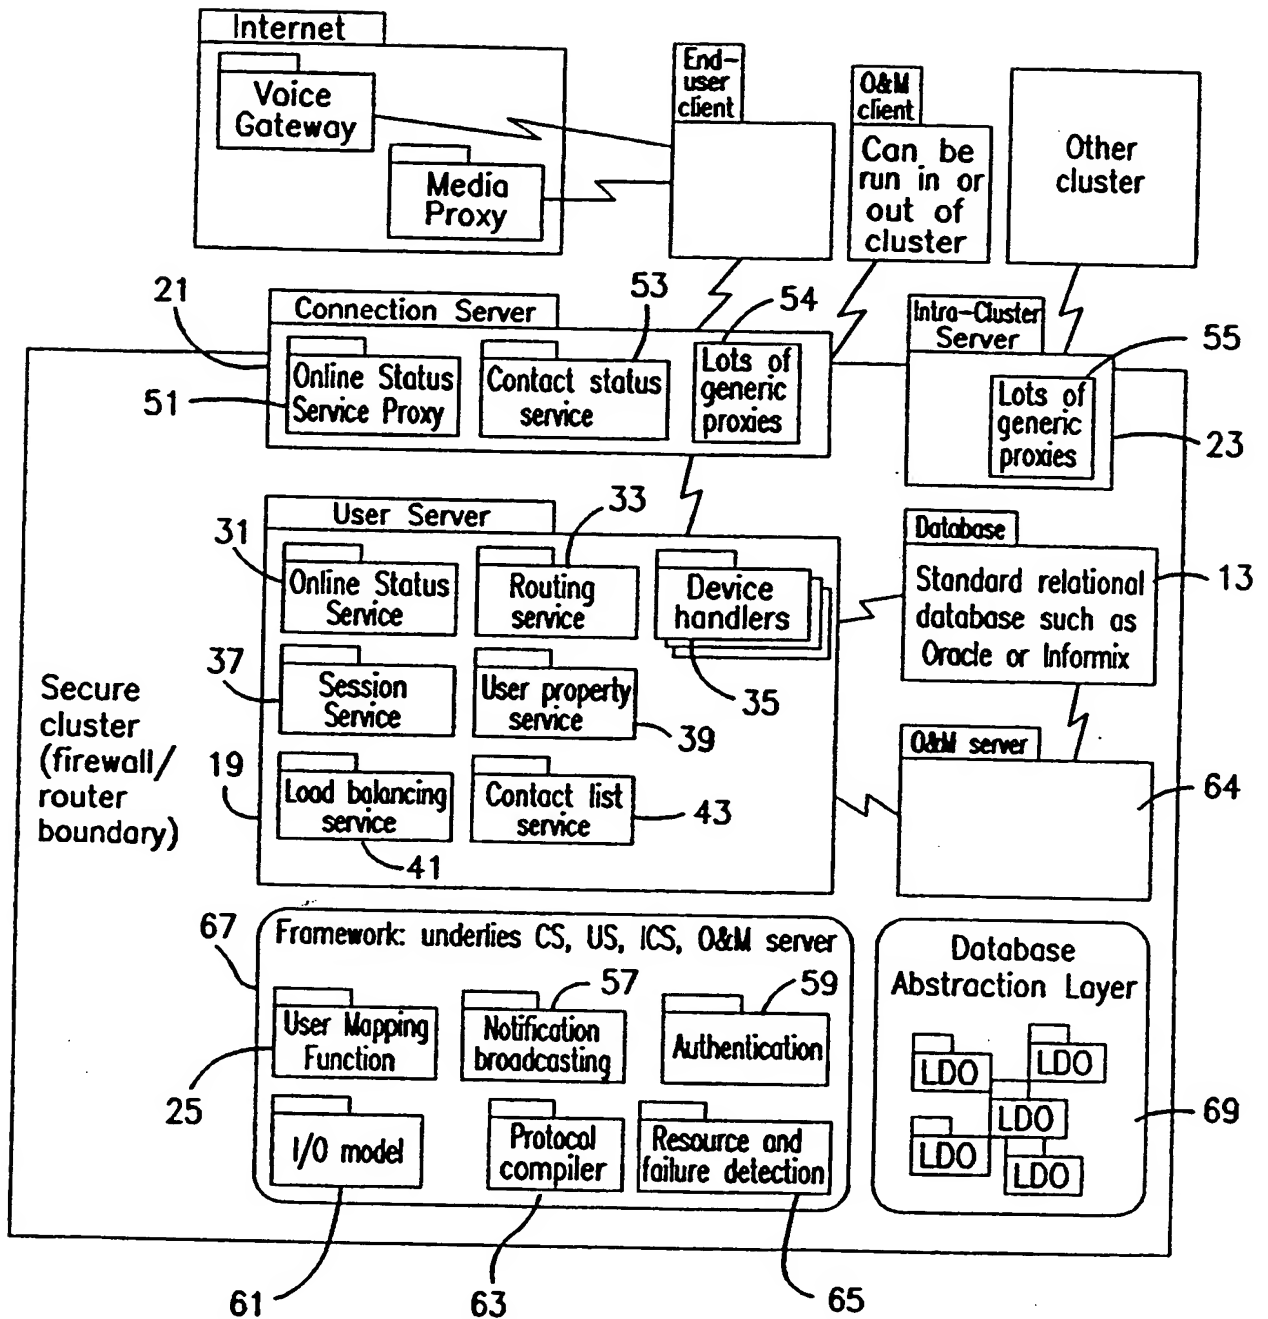 Internet
Voice
Gateway
Media
Proxy
End-
user
client
O&M
client
Can be
run in or
out of
cluster
Other
cluster
21
Connection Server
53
54
Online Status
Service Proxy
Contact status
service
Lots of
generic
proxies
51
Intra-Cluster
Server
55
Lots of
generic
proxies
23
User Server
33
31
Online Status
Service
Routing
service
Device
handlers
35
37
Session
Service
User property
service
39
19
Load balancing
service
41
Contact list
service
43
Database
Standard relational
database such as
Oracle or Informix
13
O&M server
64
Secure
cluster
(firewall/
router
boundary)
67
Framework: underlies CS, US, ICS, O&M server
57
59
User Mapping
Function
Notification
broadcasting
Authentication
25
I/O model
Protocol
compiler
Resource and
failure detection
61
63
65
Database
Abstraction Layer
LDO
LDO
LDO
LDO
LDO
69